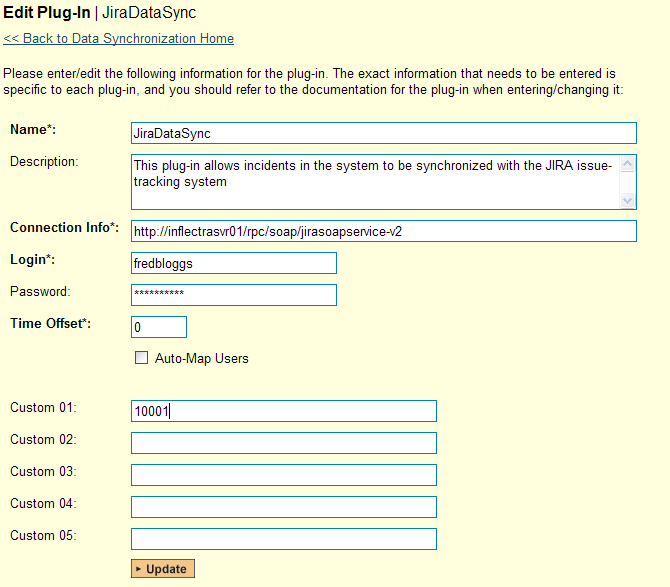 Edit Plug-In | JiraDataSync
<< Back to Data Synchronization Home
Please enter/edit the following information for the plug-in. The exact information that needs to be entered is
specific to each plug-in, and you should refer to the documentation for the plug-in when entering/changing it:
Name*: JiraDataSync
Description: This plug-in allows incidents in the system to be synchronized with the JIRA issue-
tracking system
Connection Info*: http://inflectrasvr01/rpc/soap/jirasoapservice-v2
Login*: fredbloggs
Password: **********
Time Offset*: 0
Auto-Map Users
Custom 01: 10001
Custom 02:
Custom 03:
Custom 04:
Custom 05:
Update